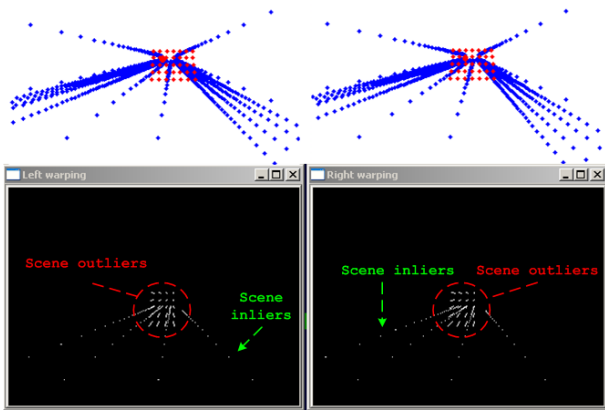 Left warping
Right warping
Scene outliers
Scene
inliers
Scene inliers
Scene outliers